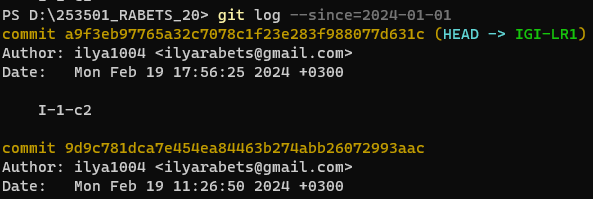 PS D:\253501_RABETS_20> git log --since=2024-01-01
commit a9f3eb97765a32c7078c1f23e283f988077d631c (HEAD -> IGI-LR1)
Author: ilya1004 <ilyarabets@gmail.com>
Date:   Mon Feb 19 17:56:25 2024 +0300
    I-1-c2
commit 9d9c781dca7e454ea84463b274abb26072993aac
Author: ilya1004 <ilyarabets@gmail.com>
Date:   Mon Feb 19 11:26:50 2024 +0300